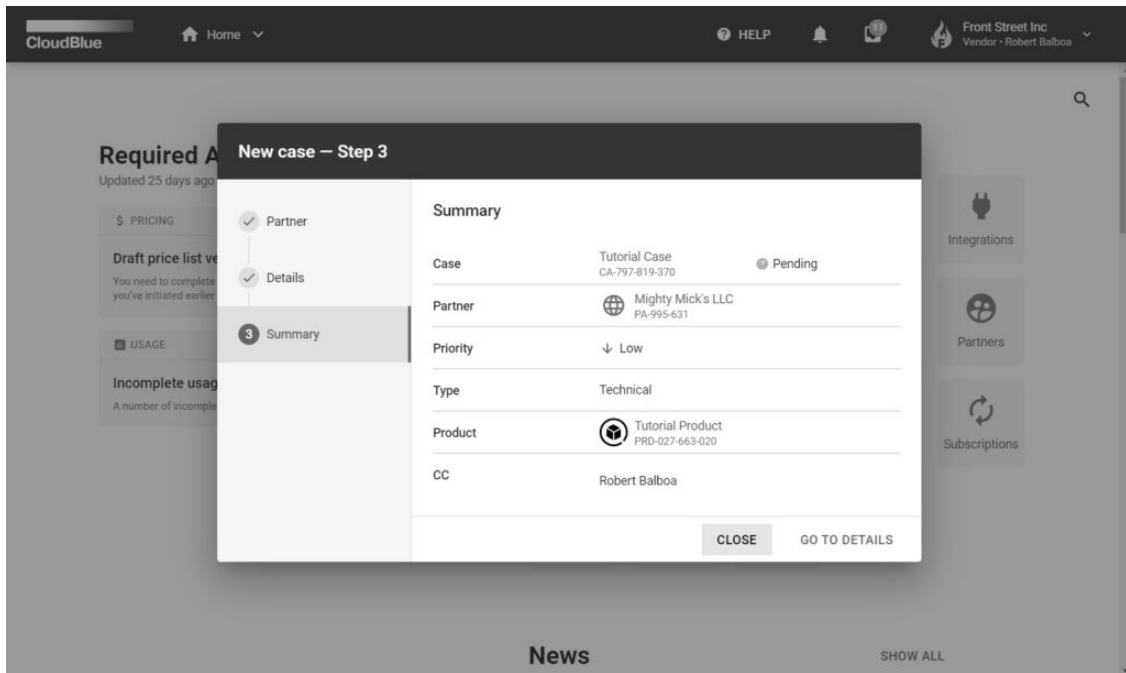 CloudBlue
Home
HELP
11
Front Street Inc
Vendor • Robert Balboa
Required A
Updated 25 days ago
$ PRICING
Draft price list ve
You need to complete
you've initiated earlier
USAGE
Incomplete usag
A number of incomple
New case — Step 3
Partner
Details
3 Summary
Summary
Case
Tutorial Case
CA-797-819-370
Pending
Partner
Mighty Mick's LLC
PA-995-631
Priority
Low
Type
Technical
Product
Tutorial Product
PRD-027-663-020
CC
Robert Balboa
CLOSE
GO TO DETAILS
Integrations
Partners
Subscriptions
News
SHOW ALL